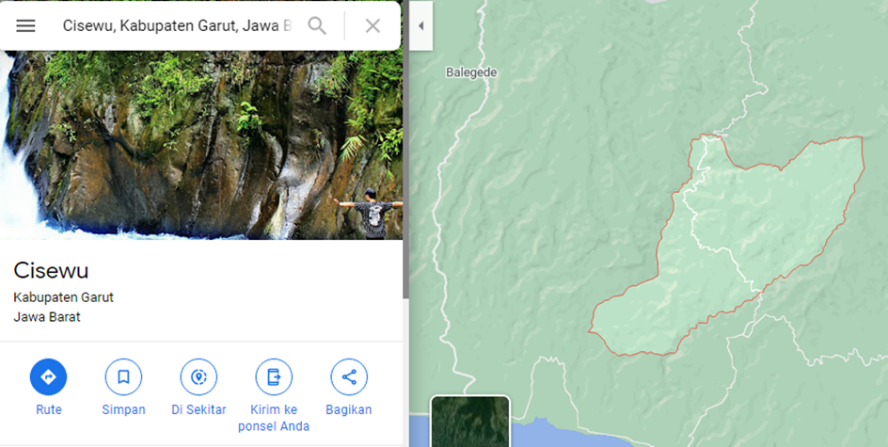 Cisewu, Kabupaten Garut, Jawa B
Balegede
Cisewu
Kabupaten Garut
Jawa Barat
Rute
Simpan
Di Sekitar
Kirim ke
ponsel Anda
Bagikan